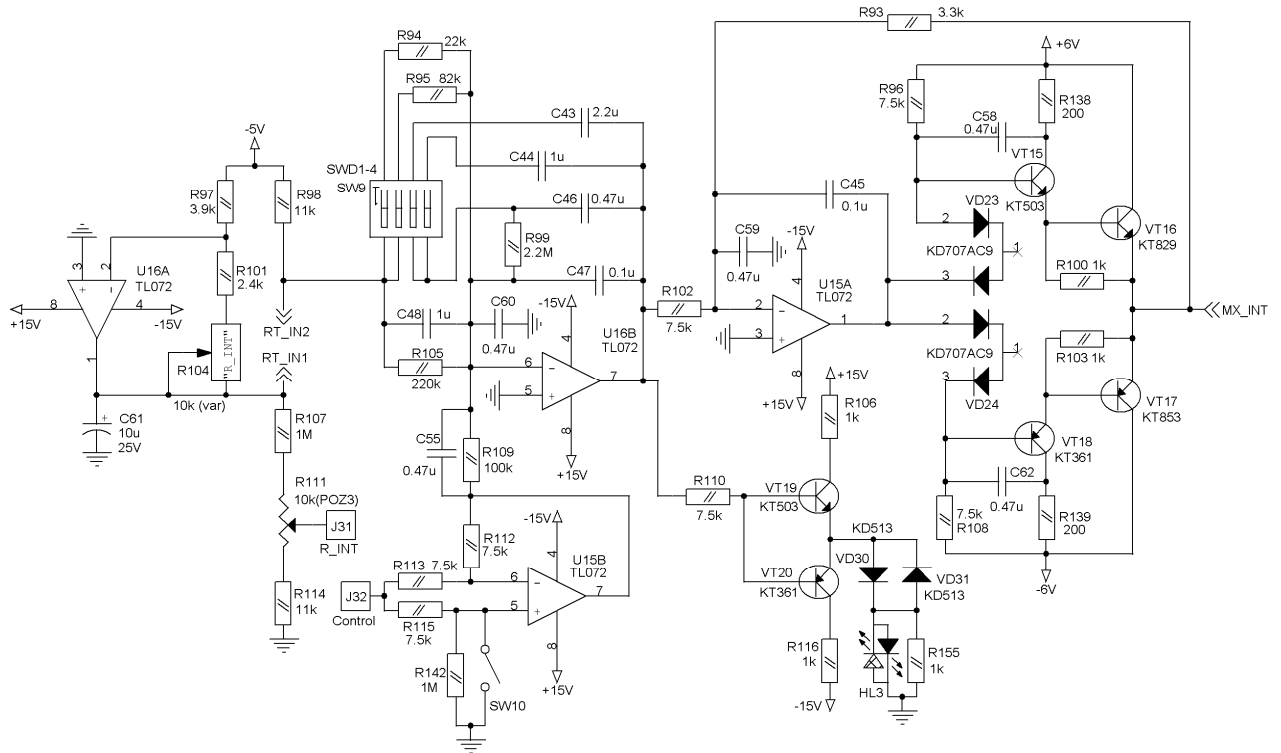 R93
3.3k
R94
22k
R95 82k
C43
2.2u
C44
1u
C46
0.47u
R99
2.2M
C47
0.1u
SWD1-4
SW9
-5V
R97
3.9k
R98
11k
3
2
U16A
TL072
+
-
8
4
+15V
-15V
1
R101
2.4k
"R_INT"
R104
10k (var)
RT_IN2
RT_IN1
C61
10u
25V
+
R107
1M
R111
10k(POZ3)
J31
R_INT
R114
11k
C48
1u
C60
0.47u
R105
220k
-15V
4
U16B
TL072
6
5
-
+
7
8
+15V
C55
0.47u
R109
100k
R112
7.5k
-15V
4
U15B
TL072
R113 7.5k
6
5
-
+
7
8
+15V
J32
Control
R115
7.5k
R142
1M
SW10
R102
7.5k
C45
0.1u
C59
0.47u
-15V
4
U15A
TL072
2
3
-
+
1
8
+15V
+15V
R106
1k
R110
7.5k
VT19
KT503
VT20
KT361
R116
1k
-15V
KD513
VD30
VD31
KD513
HL3
R155
1k
+6V
R96
7.5k
R138
200
C58
0.47u
VT15
KT503
VD23
2
KD707AC9
1
3
VT16
KT829
R100 1k
MX_INT
2
KD707AC9
1
3
VD24
R103 1k
VT17
KT853
VT18
KT361
C62
0.47u
7.5k
R108
R139
200
-6V